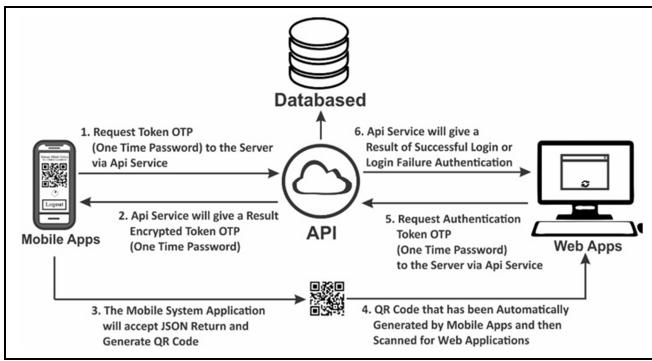 Databased
1. Request Token OTP
(One Time Password) to the Server
via Api Service
6. Api Service will give a
Result of Successful Login or
Login Failure Authentication
Logout
Mobile Apps
2. Api Service will give a Result
Encrypted Token OTP
(One Time Password)
API
5. Request Authentication
Token OTP
(One Time Password)
to the Server via Api Service
Web Apps
3. The Mobile System Application
will accept JSON Return and
Generate QR Code
4. QR Code that has been Automatically
Generated by Mobile Apps and then
Scanned for Web Applications